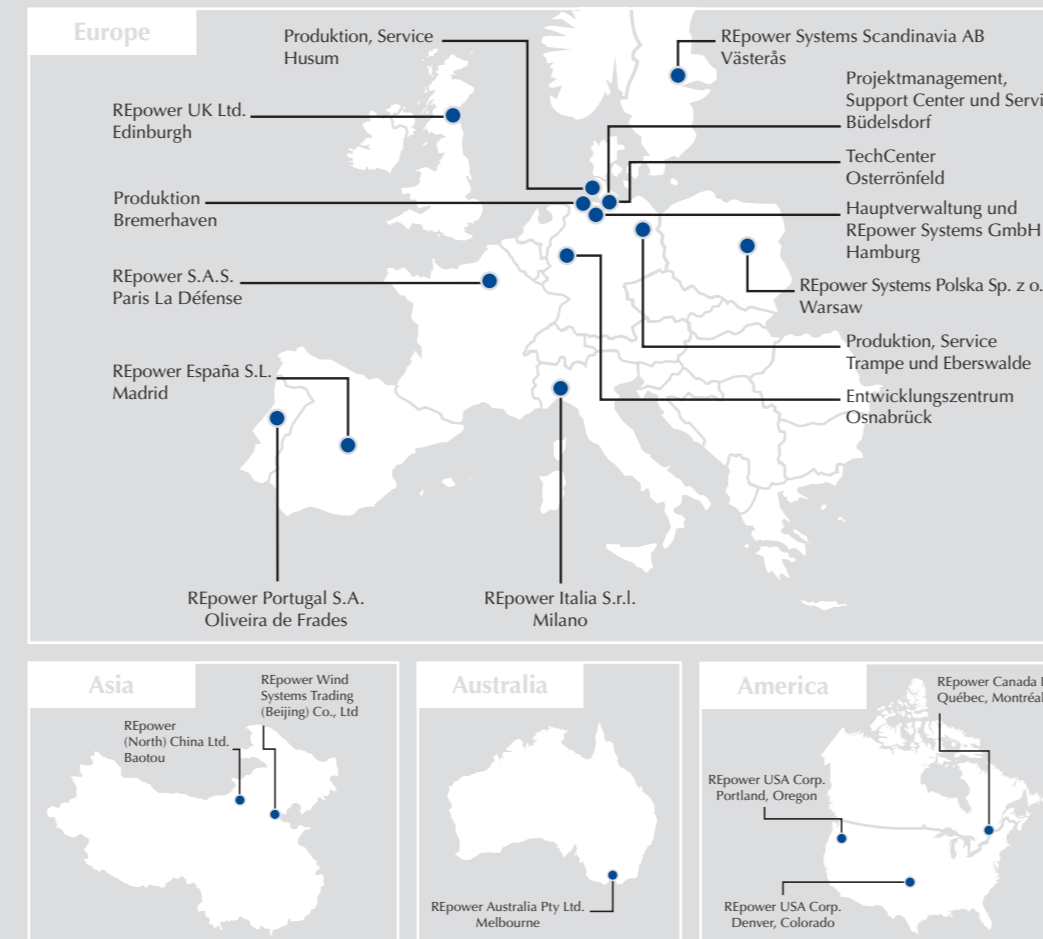 Europe
Produktion, Service
Husum
REpower Systems Scandinavia AB
Västerås
REpower UK Ltd.
Edinburgh
Projektmanagement,
Support Center und Servi
Büdelsdorf
TechCenter
Osterrönfeld
Produktion
Bremerhaven
Hauptverwaltung und
REpower Systems GmbH
Hamburg
REpower S.A.S.
Paris La Défense
REpower Systems Polska Sp. z o.
Warsaw
Produktion, Service
Trampe und Eberswalde
REpower España S.L.
Madrid
Entwicklungszentrum
Osnabrück
REpower Portugal S.A.
Oliveira de Frades
REpower Italia S.r.l.
Milano
Asia
REpower Wind
Systems Trading
(Beijing) Co., Ltd
REpower
(North) China Ltd.
Baotou
Australia
REpower Australia Pty Ltd.
Melbourne
America
REpower Canada
Québec, Montréal
REpower USA Corp.
Portland, Oregon
REpower USA Corp.
Denver, Colorado